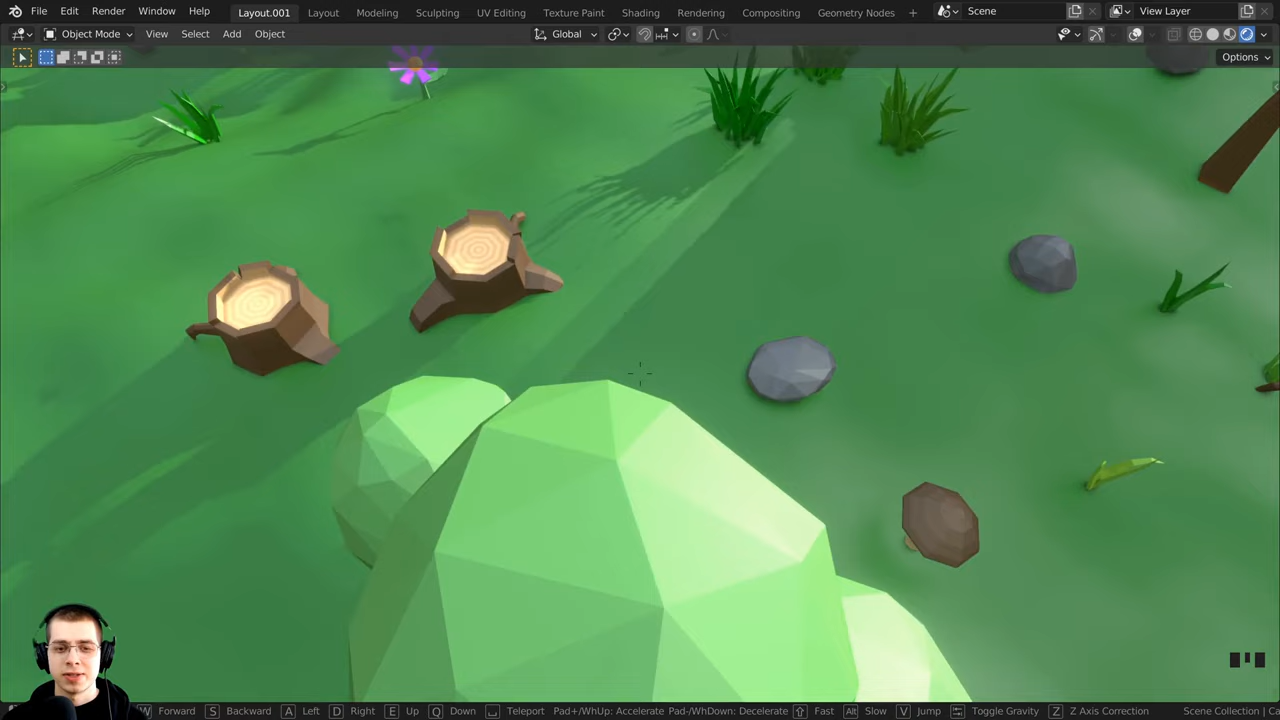 File Edit Render Window Help Layout.001 Layout Modeling Sculpting UV Editing Texture Paint Shading Rendering Compositing Geometry Nodes + Scene View Layer
Object Mode View Select Add Object Global
Options
W Forward S Backward A Left D Right E Up Q Down Teleport Pad+/WhUp: Accelerate Pad-/WhDown: Decelerate Fast Alt Slow V Jump Toggle Gravity Z Z Axis Correction Scene Collection | Ca